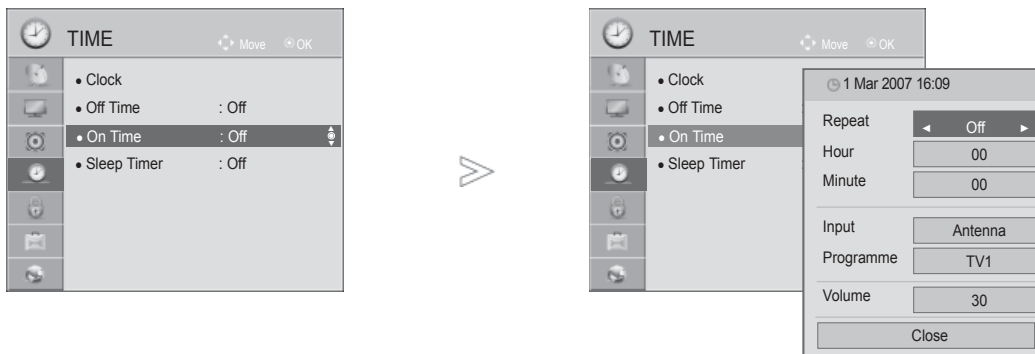 TIME
Move OK
• Clock
• Off Time : Off
• On Time : Off
• Sleep Timer : Off
TIME
Move OK
• Clock
• Off Time :
• On Time
• Sleep Timer :
1 Mar 2007 16:09
Repeat ◄ Off ►
Hour 00
Minute 00
Input Antenna
Programme TV1
Volume 30
Close